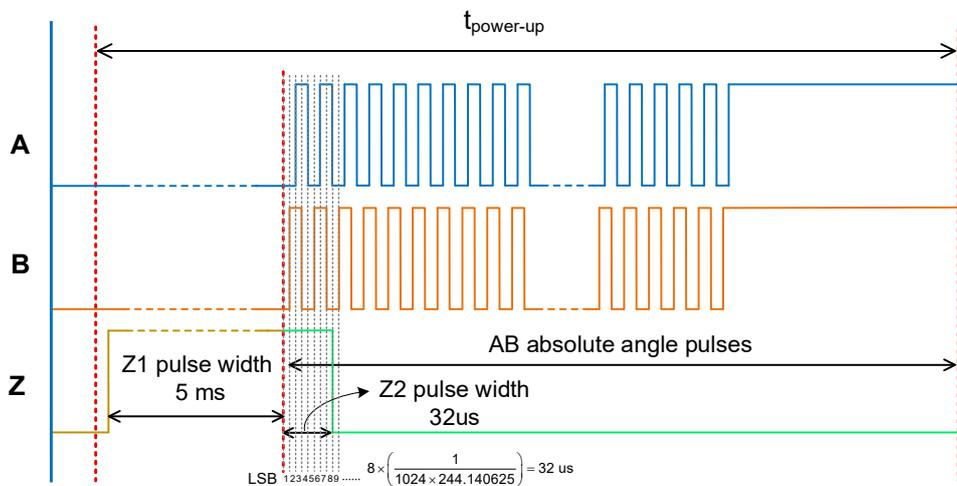 tpower-up
A
B
AB absolute angle pulses
Z1 pulse width
5 ms
Z
Z2 pulse width
32us
LSB 123456789 ...... 8×(1/(1024×244.140625))=32 us